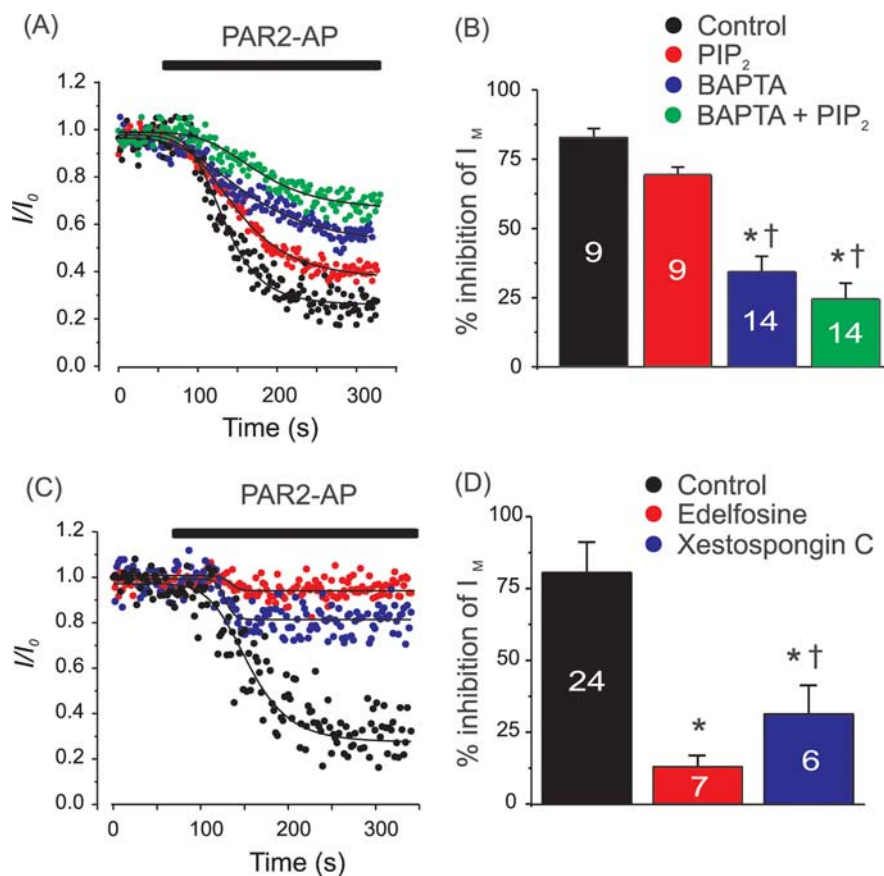 (A)
PAR2-AP
1.2
1.0
0.8
0.6
0.4
0.2
0.0
I/I₀
0 100 200 300
Time (s)
(B)
Control
PIP₂
BAPTA
BAPTA + PIP₂
100
75
50
25
0
% inhibition of I_M
9
9
*†
14
*†
14
(C)
PAR2-AP
1.2
1.0
0.8
0.6
0.4
0.2
0.0
I/I₀
0 100 200 300
Time (s)
(D)
Control
Edelfosine
Xestospongin C
100
75
50
25
0
% inhibition of I_M
24
*
7
*†
6